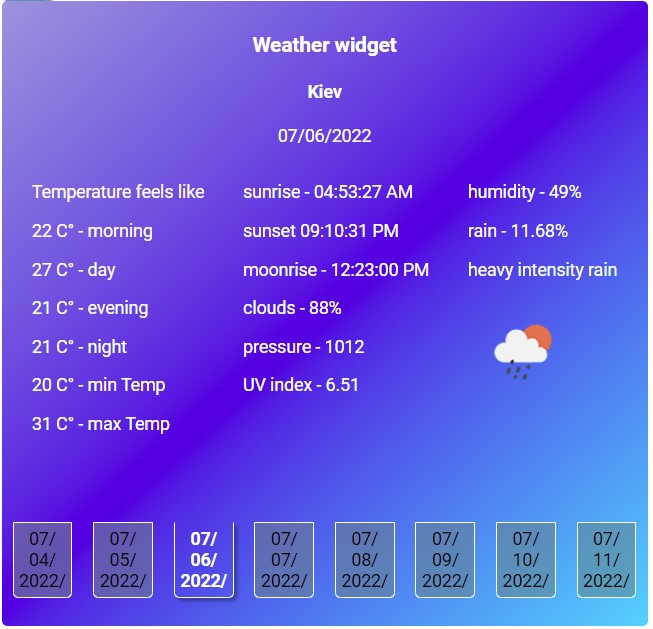 Weather widget
Kiev
07/06/2022
Temperature feels like
22 C° - morning
27 C° - day
21 C° - evening
21 C° - night
20 C° - min Temp
31 C° - max Temp
sunrise - 04:53:27 AM
sunset 09:10:31 PM
moonrise - 12:23:00 PM
clouds - 88%
pressure - 1012
UV index - 6.51
humidity - 49%
rain - 11.68%
heavy intensity rain
07/
04/
2022/
07/
05/
2022/
07/
06/
2022/
07/
07/
2022/
07/
08/
2022/
07/
09/
2022/
07/
10/
2022/
07/
11/
2022/